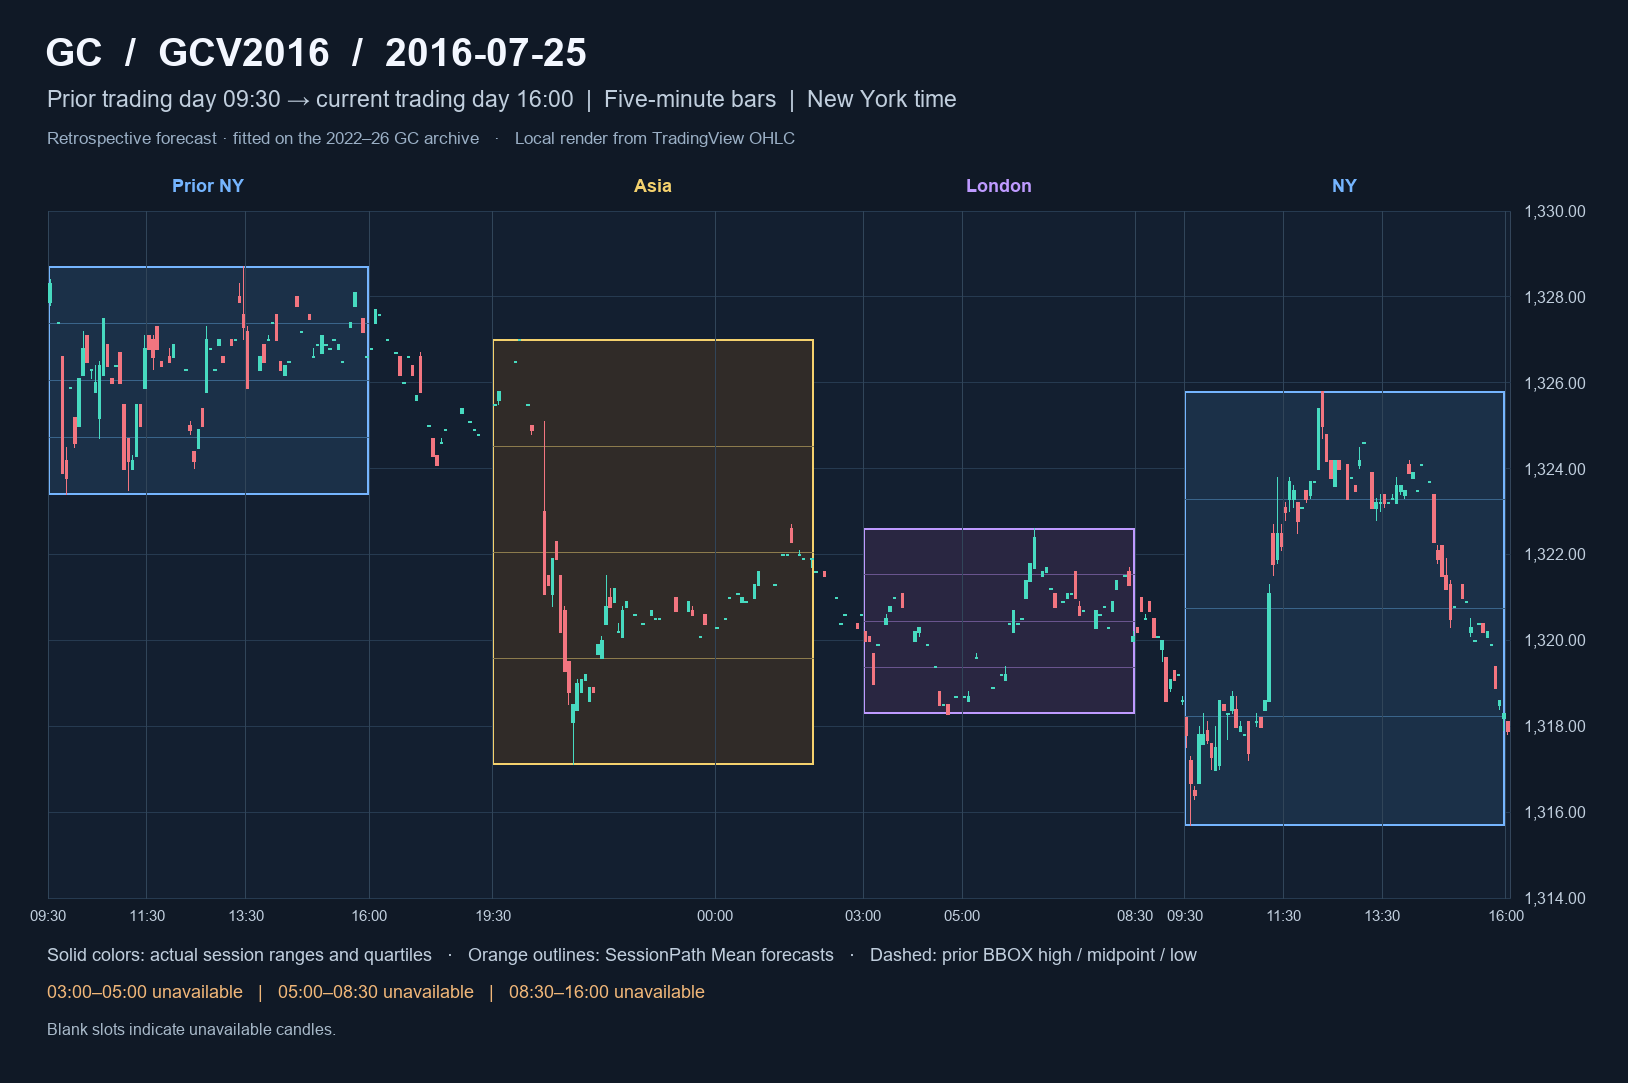 GC / GCV2016 / 2016-07-25
Prior trading day 09:30 → current trading day 16:00 | Five-minute bars | New York time
Retrospective forecast · fitted on the 2022–26 GC archive · Local render from TradingView OHLC
Prior NY Asia London NY
1,330.00
1,328.00
1,326.00
1,324.00
1,322.00
1,320.00
1,318.00
1,316.00
1,314.00
09:30 11:30 13:30 16:00 19:30 00:00 03:00 05:00 08:30 09:30 11:30 13:30 16:00
Solid colors: actual session ranges and quartiles · Orange outlines: SessionPath Mean forecasts · Dashed: prior BBOX high / midpoint / low
03:00–05:00 unavailable | 05:00–08:30 unavailable | 08:30–16:00 unavailable
Blank slots indicate unavailable candles.